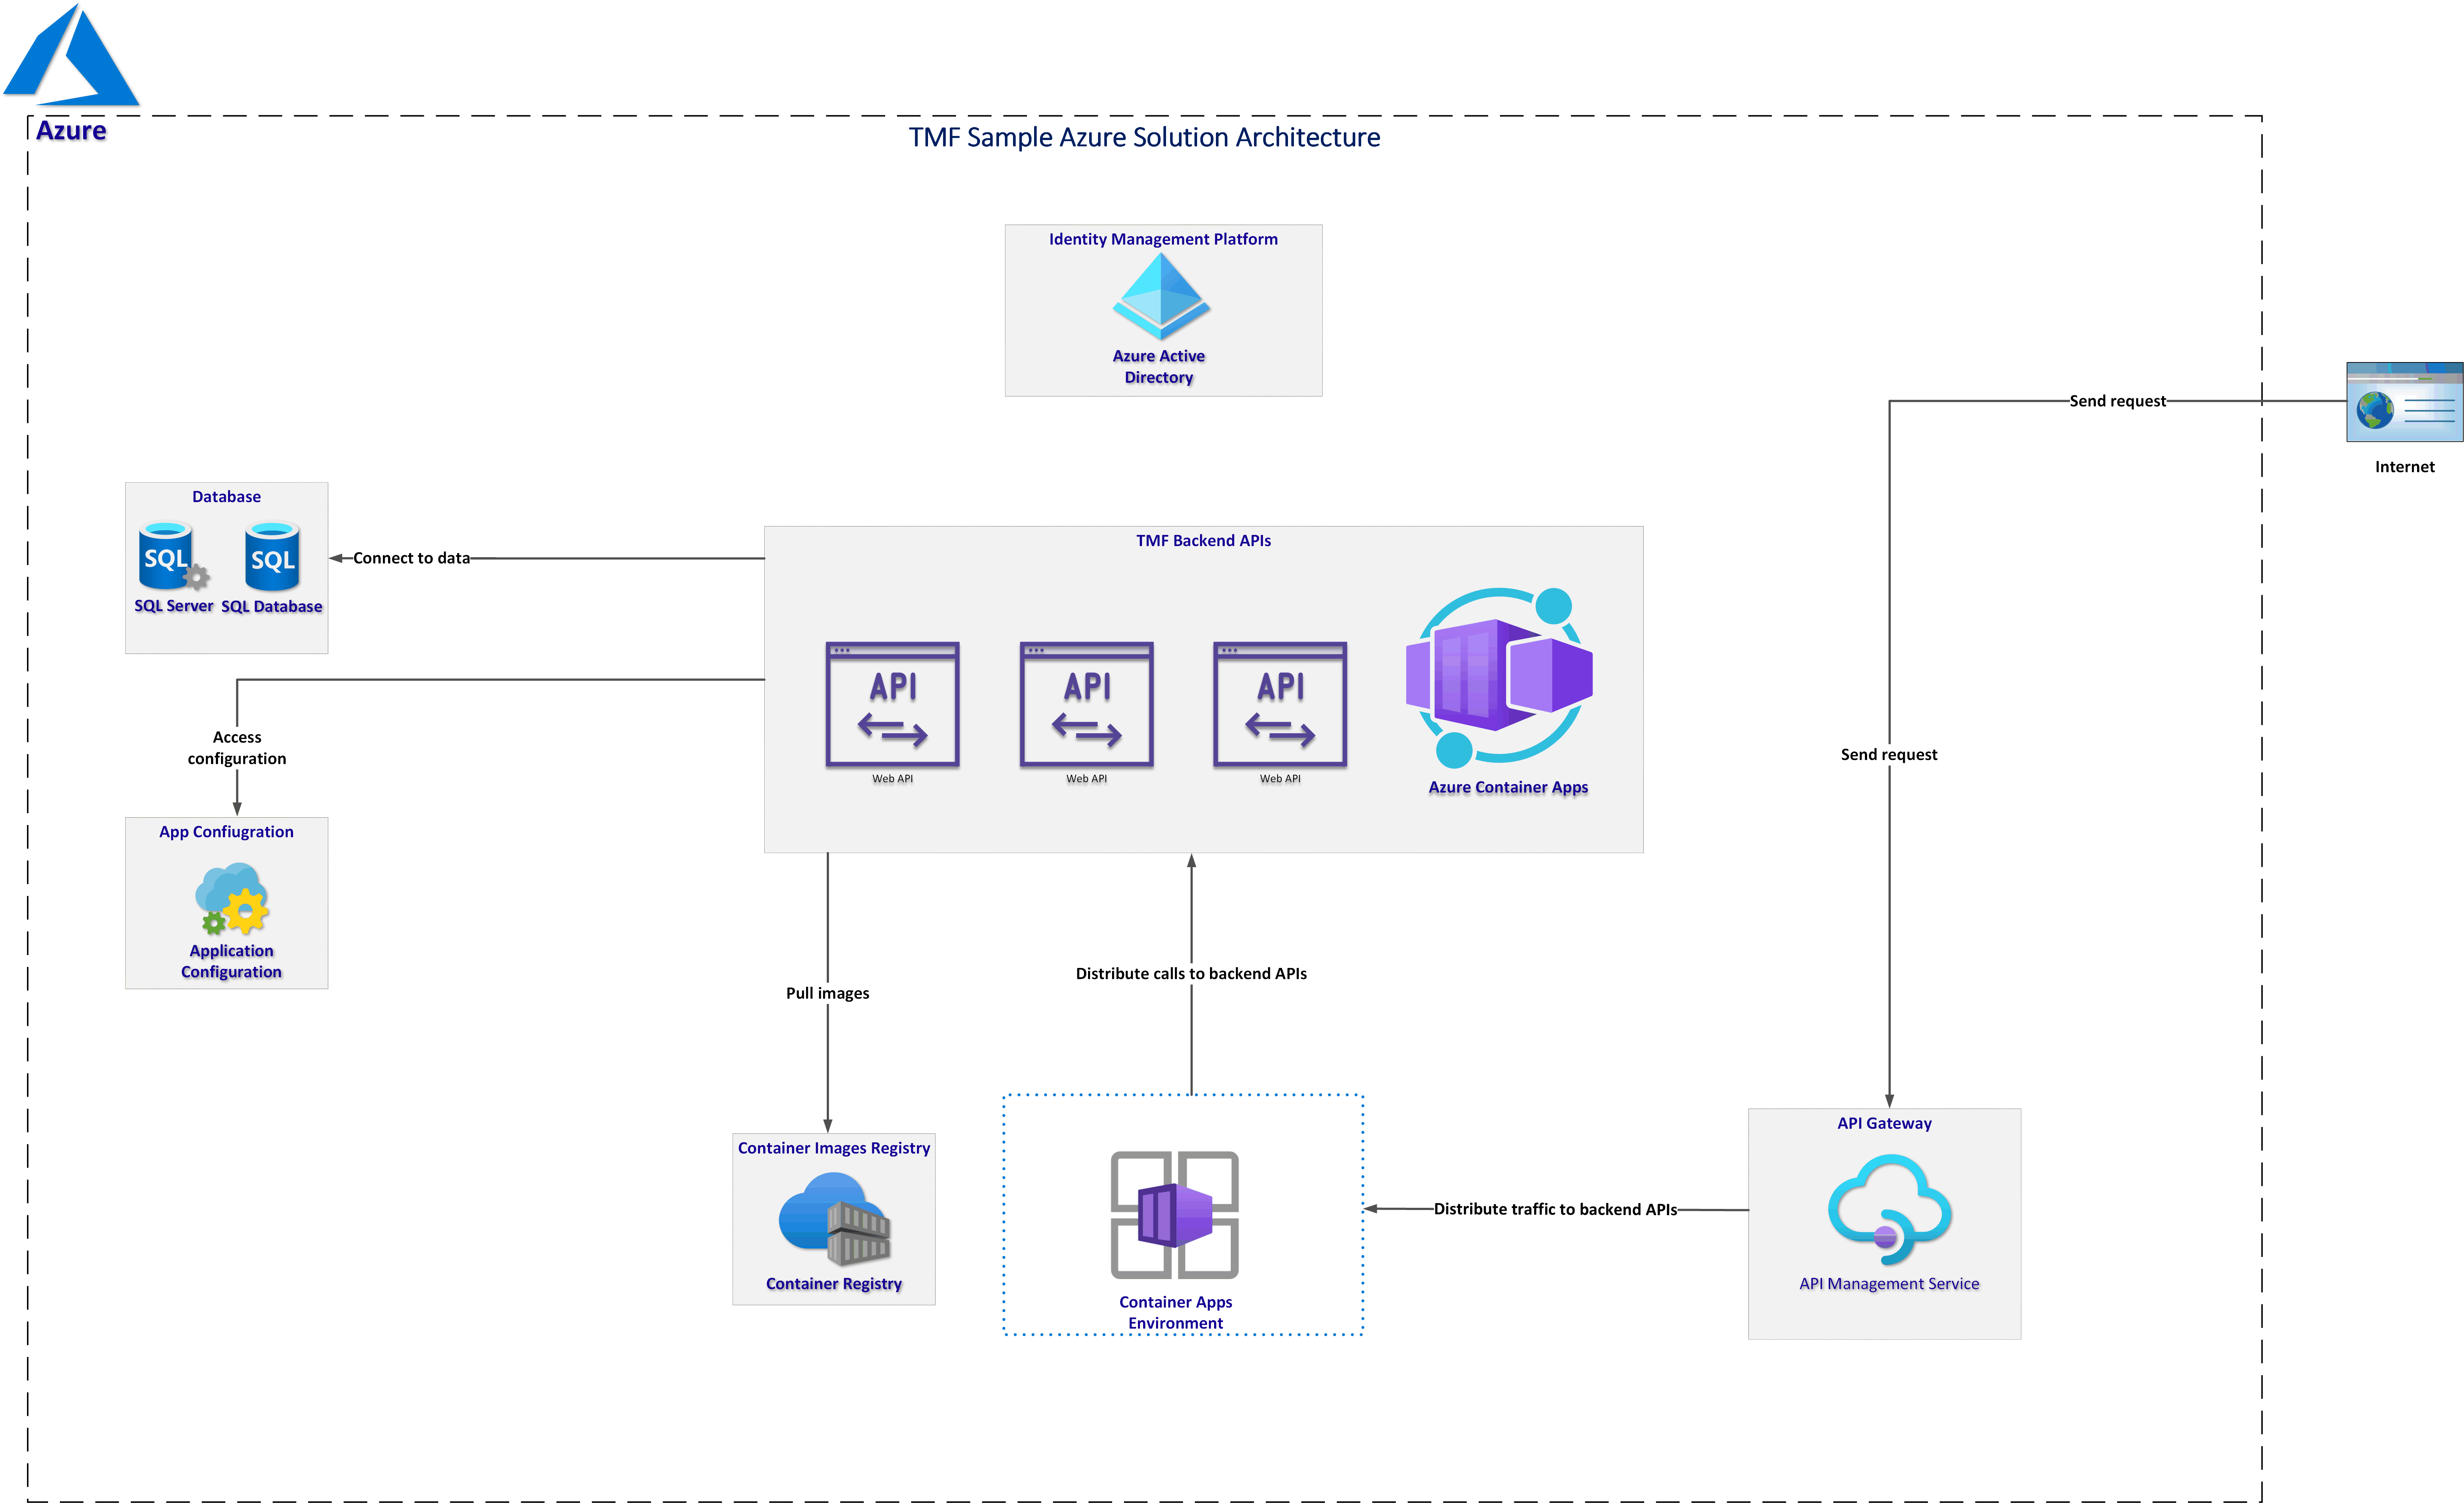 Azure
TMF Sample Azure Solution Architecture
Identity Management Platform
Azure Active
Directory
Send request
Internet
Database
SQL
SQL
SQL Server
SQL Database
Connect to data
TMF Backend APIs
API
API
API
Web API
Web API
Web API
Azure Container Apps
Access
configuration
Send request
App Confiugration
Application
Configuration
Pull images
Distribute calls to backend APIs
Container Images Registry
Container Registry
Container Apps
Environment
Distribute traffic to backend APIs
API Gateway
API Management Service